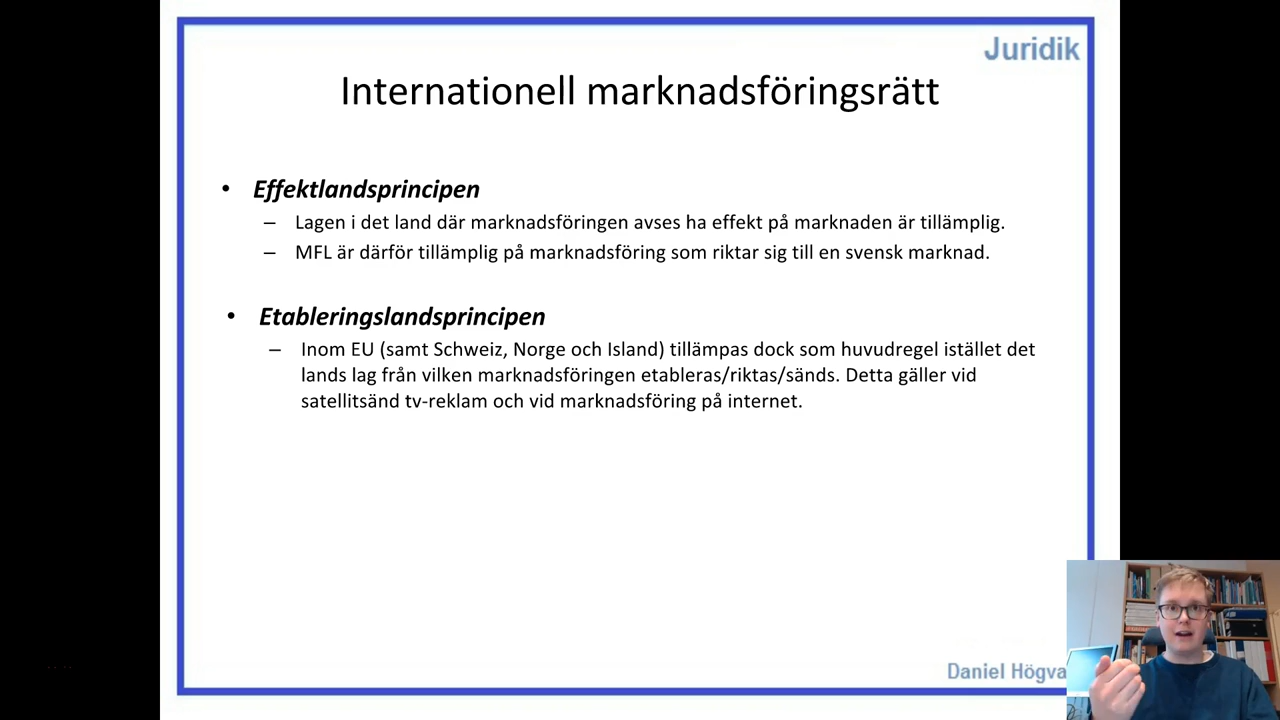 Juridik
Internationell marknadsföringsrätt
• Effektlandsprincipen
– Lagen i det land där marknadsföringen avses ha effekt på marknaden är tillämplig.
– MFL är därför tillämplig på marknadsföring som riktar sig till en svensk marknad.
• Etableringslandsprincipen
– Inom EU (samt Schweiz, Norge och Island) tillämpas dock som huvudregel istället det
lands lag från vilken marknadsföringen etableras/riktas/sänds. Detta gäller vid
satellitsänd tv-reklam och vid marknadsföring på internet.
Daniel